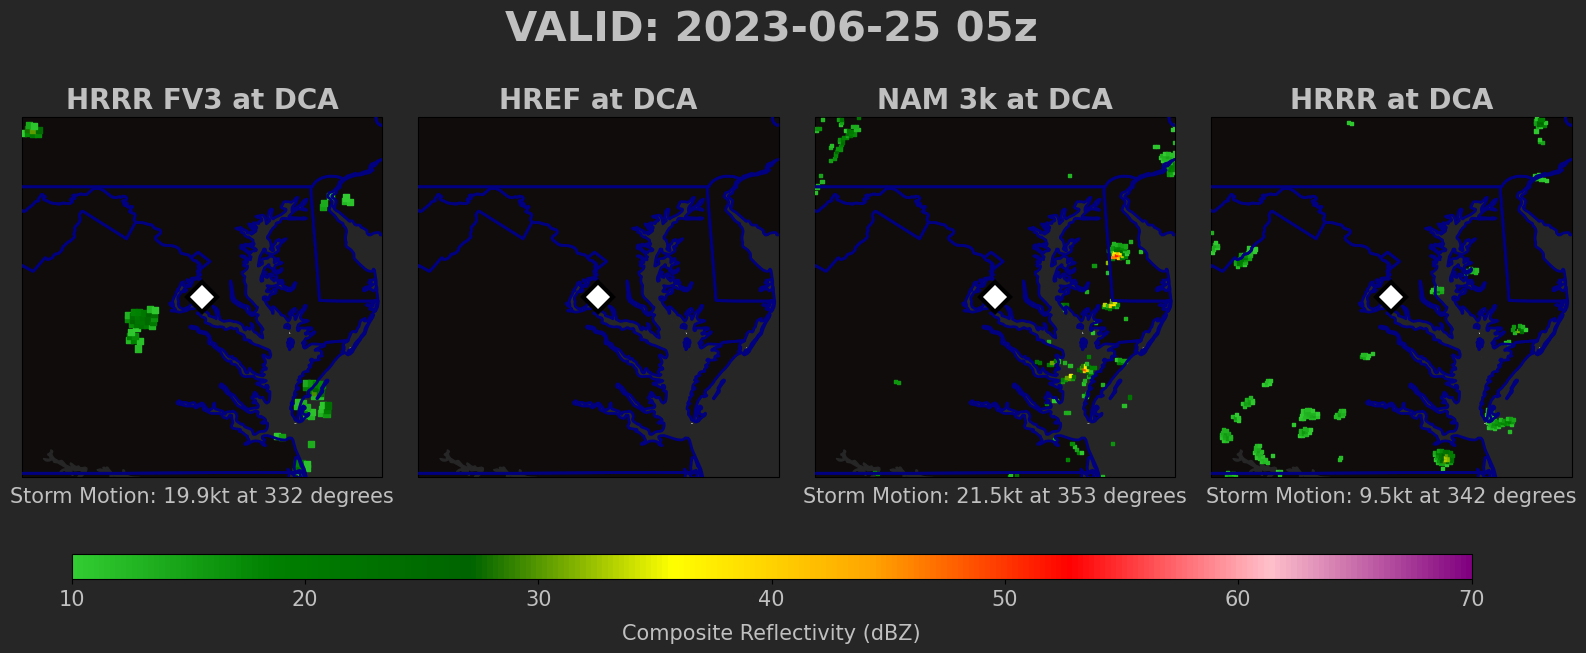 VALID: 2023-06-25 05z
HRRR FV3 at DCA
HREF at DCA
NAM 3k at DCA
HRRR at DCA
Storm Motion: 19.9kt at 332 degrees
Storm Motion: 21.5kt at 353 degrees
Storm Motion: 9.5kt at 342 degrees
10 20 30 40 50 60 70
Composite Reflectivity (dBZ)